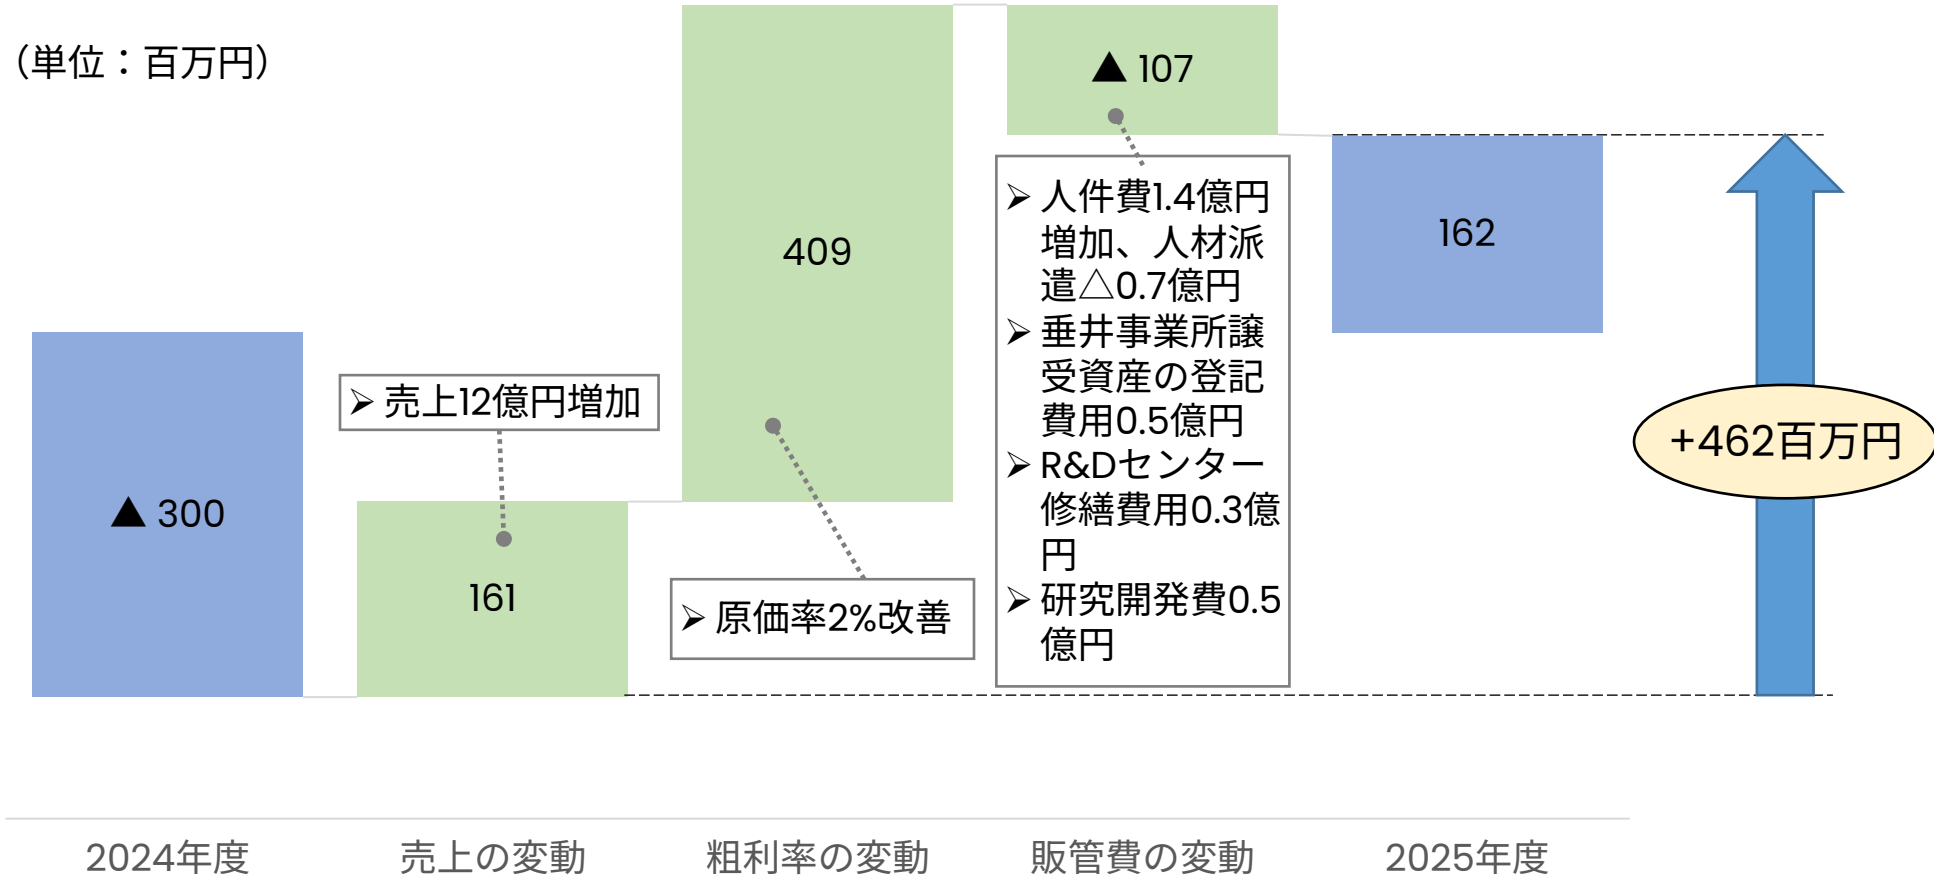 （単位：百万円）
▲ 300
2024年度
➢ 売上12億円増加
161
売上の変動
409
➢ 原価率2%改善
粗利率の変動
▲ 107
➢ 人件費1.4億円
増加、人材派
遣△0.7億円
➢ 垂井事業所譲
受資産の登記
費用0.5億円
➢ R&Dセンター
修繕費用0.3億
円
➢ 研究開発費0.5
億円
販管費の変動
162
2025年度
+462百万円